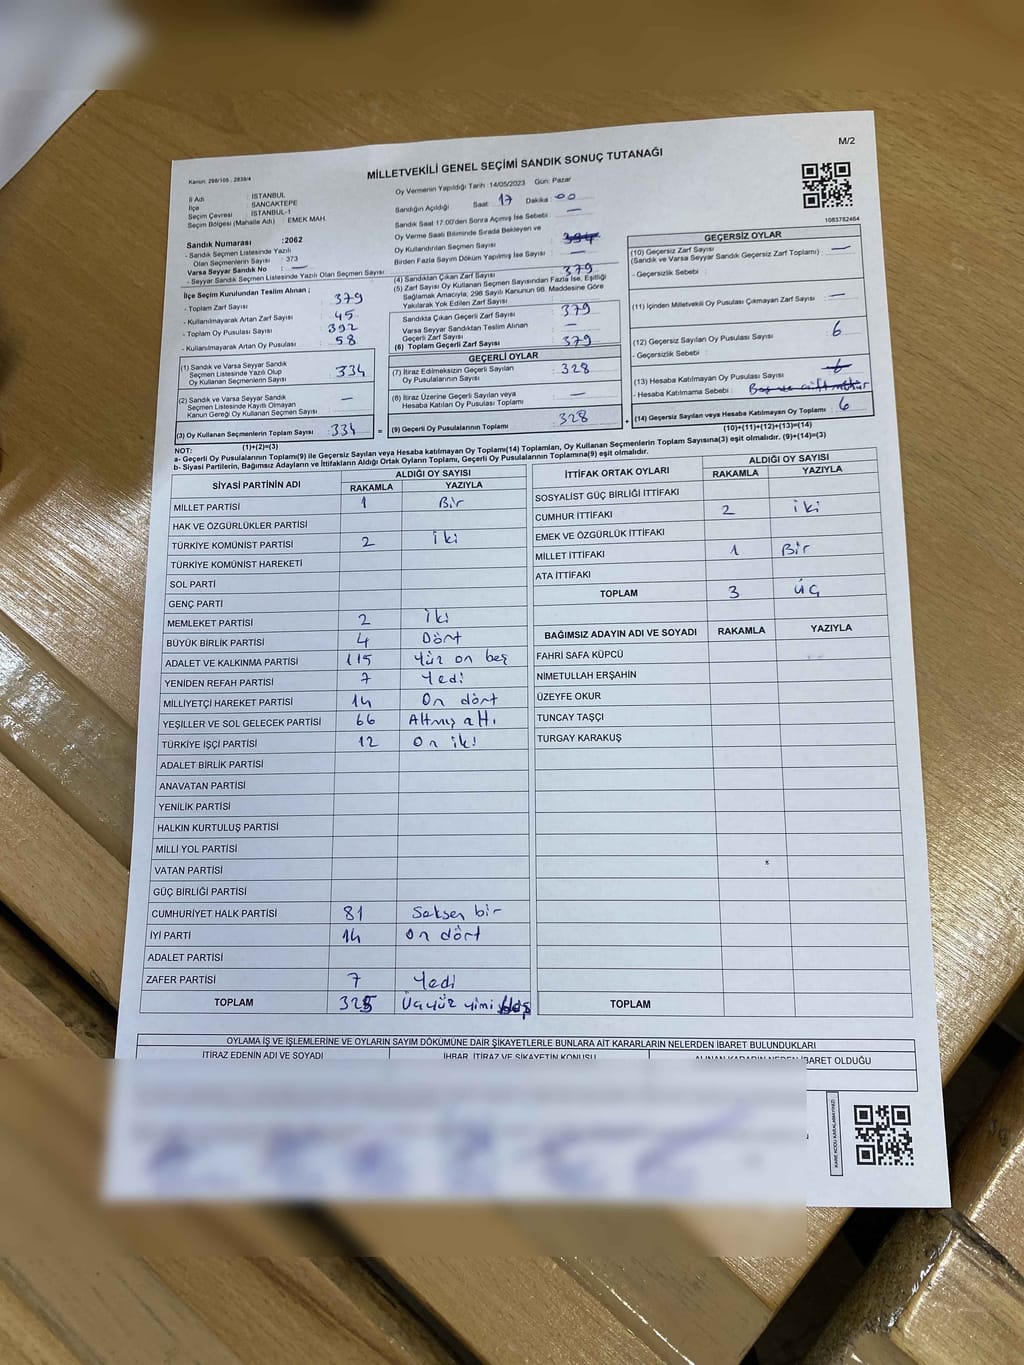 M/2
Kanun: 298/105 , 2839/4
MİLLETVEKİLİ GENEL SEÇİMİ SANDIK SONUÇ TUTANAĞI
1083782464
İl Adı : İSTANBUL
İlçe : SANCAKTEPE
Seçim Çevresi : İSTANBUL-1
Seçim Bölgesi (Mahalle Adı) : EMEK MAH.
Sandık Numarası :2062
- Sandık Seçmen Listesinde Yazılı
Olan Seçmenlerin Sayısı : 373
Varsa Seyyar Sandık No : —
- Seyyar Sandık Seçmen Listesinde Yazılı Olan Seçmen Sayısı
İlçe Seçim Kurulundan Teslim Alınan ;
- Toplam Zarf Sayısı : 379
- Kullanılmayarak Artan Zarf Sayısı : 45
- Toplam Oy Pusulası Sayısı : 392
- Kullanılmayarak Artan Oy Pusulası : 58
(1) Sandık ve Varsa Seyyar Sandık
Seçmen Listesinde Yazılı Olup
Oy Kullanan Seçmenlerin Sayısı : 334
(2) Sandık ve Varsa Seyyar Sandık
Seçmen Listesinde Kayıtlı Olmayan
Kanun Gereği Oy Kullanan Seçmen Sayısı : —
(3) Oy Kullanan Seçmenlerin Toplam Sayısı : 334
(1)+(2)=(3)
Oy Vermenin Yapıldığı Tarih :14/05/2023 Gün: Pazar
Sandığın Açıldığı Saat: 17 Dakika: 00
Sandık Saat 17.00'den Sonra Açılmış İse Sebebi : —
Oy Verme Saati Bitiminde Sırada Bekleyen ve
Oy Kullandırılan Seçmen Sayısı
Birden Fazla Sayım Döküm Yapılmış İse Sayısı : —
(4) Sandıktan Çıkan Zarf Sayısı : 379
(5) Zarf Sayısı Oy Kullanan Seçmen Sayısından Fazla İse, Eşitliği
Sağlamak Amacıyla; 298 Sayılı Kanunun 98. Maddesine Göre
Yakılarak Yok Edilen Zarf Sayısı
Sandıkta Çıkan Geçerli Zarf Sayısı : 379
Varsa Seyyar Sandıktan Teslim Alınan
Geçerli Zarf Sayısı : —
(6) Toplam Geçerli Zarf Sayısı : 379
GEÇERLİ OYLAR
(7) İtiraz Edilmeksizin Geçerli Sayılan
Oy Pusulalarının Sayısı : 328
(8) İtiraz Üzerine Geçerli Sayılan veya
Hesaba Katılan Oy Pusulası Toplamı : —
(9) Geçerli Oy Pusulalarının Toplamı : 328
GEÇERSİZ OYLAR
(10) Geçersiz Zarf Sayısı : —
(Sandık ve Varsa Seyyar Sandık Geçersiz Zarf Toplamı)
- Geçersizlik Sebebi :
(11) İçinden Milletvekili Oy Pusulası Çıkmayan Zarf Sayısı : —
(12) Geçersiz Sayılan Oy Pusulası Sayısı : 6
- Geçersizlik Sebebi :
(13) Hesaba Katılmayan Oy Pusulası Sayısı : 6
- Hesaba Katılmama Sebebi :
(14) Geçersiz Sayılan veya Hesaba Katılmayan Oy Toplamı : 6
(10)+(11)+(12)+(13)=(14)
NOT:
a- Geçerli Oy Pusulalarının Toplamı(9) ile Geçersiz Sayılan veya Hesaba katılmayan Oy Toplamı(14) Toplamları, Oy Kullanan Seçmenlerin Toplam Sayısına(3) eşit olmalıdır. (9)+(14)=(3)
b- Siyasi Partilerin, Bağımsız Adayların ve İttifakların Aldığı Ortak Oyların Toplamı, Geçerli Oy Pusulalarının Toplamına(9) eşit olmalıdır.
SİYASİ PARTİNİN ADI ALDIĞI OY SAYISI
RAKAMLA YAZIYLA
MİLLET PARTİSİ 1 Bir
HAK VE ÖZGÜRLÜKLER PARTİSİ
TÜRKİYE KOMÜNİST PARTİSİ 2 iki
TÜRKİYE KOMÜNİST HAREKETİ
SOL PARTİ
GENÇ PARTİ
MEMLEKET PARTİSİ 2 iki
BÜYÜK BİRLİK PARTİSİ 4 Dört
ADALET VE KALKINMA PARTİSİ 115 Yüz on beş
YENİDEN REFAH PARTİSİ 7 Yedi
MİLLİYETÇİ HAREKET PARTİSİ 14 On dört
YEŞİLLER VE SOL GELECEK PARTİSİ 66 Altmış altı
TÜRKİYE İŞÇİ PARTİSİ 12 On iki
ADALET BİRLİK PARTİSİ
ANAVATAN PARTİSİ
YENİLİK PARTİSİ
HALKIN KURTULUŞ PARTİSİ
MİLLİ YOL PARTİSİ
VATAN PARTİSİ
GÜÇ BİRLİĞİ PARTİSİ
CUMHURİYET HALK PARTİSİ 81 Seksen bir
İYİ PARTİ 14 on dört
ADALET PARTİSİ
ZAFER PARTİSİ 7 Yedi
TOPLAM 325 Üçyüz yirmi beş
İTTİFAK ORTAK OYLARI ALDIĞI OY SAYISI
RAKAMLA YAZIYLA
SOSYALİST GÜÇ BİRLİĞİ İTTİFAKI
CUMHUR İTTİFAKI 2 iki
EMEK VE ÖZGÜRLÜK İTTİFAKI
MİLLET İTTİFAKI 1 Bir
ATA İTTİFAKI
TOPLAM 3 üç
BAĞIMSIZ ADAYIN ADI VE SOYADI RAKAMLA YAZIYLA
FAHRİ SAFA KÜPCÜ
NİMETULLAH ERŞAHİN
ÜZEYFE OKUR
TUNCAY TAŞÇI
TURGAY KARAKUŞ
TOPLAM
OYLAMA İŞ VE İŞLEMLERİNE VE OYLARIN SAYIM DÖKÜMÜNE DAİR ŞİKAYETLERLE BUNLARA AİT KARARLARIN NELERDEN İBARET BULUNDUKLARI
İTİRAZ EDENİN ADI VE SOYADI İHBAR, İTİRAZ VE ŞİKAYETİN KONUSU ALINAN KARARIN NEDEN İBARET OLDUĞU